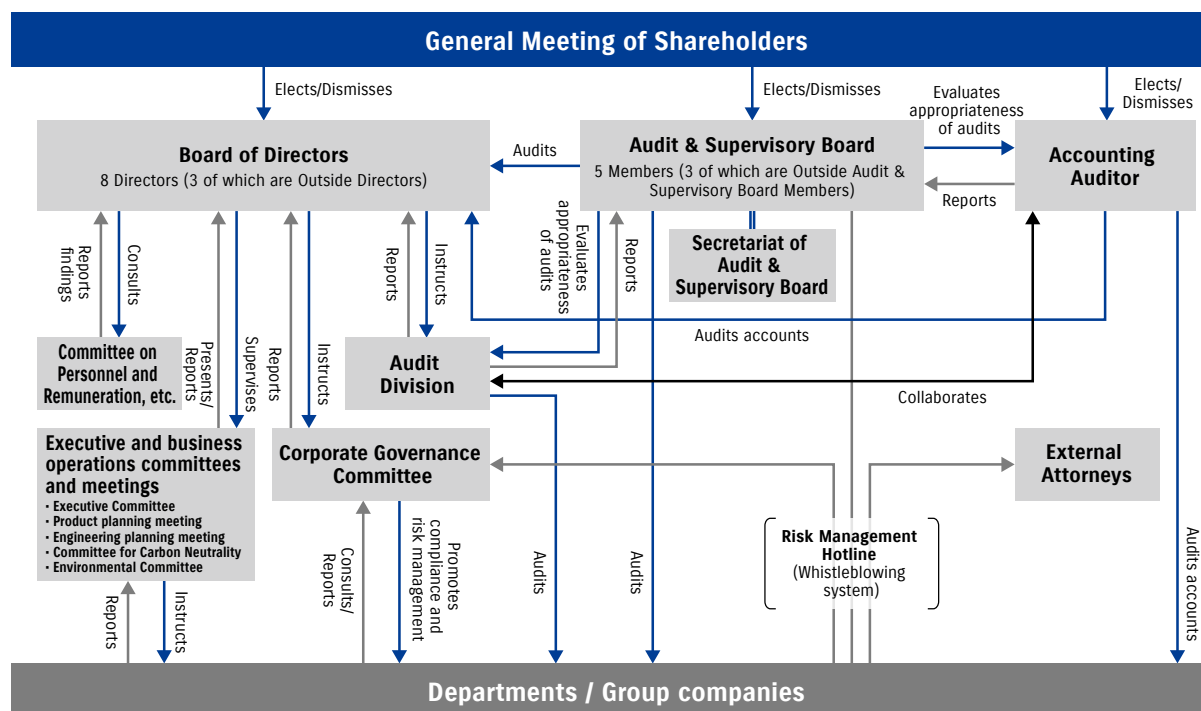 General Meeting of Shareholders
Elects/Dismisses
Elects/Dismisses
Elects/
Dismisses
Evaluates
appropriateness
of audits
Board of Directors
8 Directors (3 of which are Outside Directors)
Audits
Audit & Supervisory Board
5 Members (3 of which are Outside Audit &
Supervisory Board Members)
Accounting
Auditor
Reports
Reports
findings
Consults
Presents/
Reports
Supervises
Reports
Instructs
Reports
Instructs
Evaluates
appropriateness
of audits
Reports
Secretariat of
Audit &
Supervisory Board
Audits accounts
Committee on
Personnel and
Remuneration, etc.
Audit
Division
Collaborates
Executive and business
operations committees
and meetings
・Executive Committee
・Product planning meeting
・Engineering planning meeting
・Committee for Carbon Neutrality
・Environmental Committee
Corporate Governance
Committee
External
Attorneys
Reports
Instructs
Consults/
Reports
Promotes
compliance and
risk management
Audits
Audits
Risk Management
Hotline
(Whistleblowing
system)
Audits accounts
Departments / Group companies